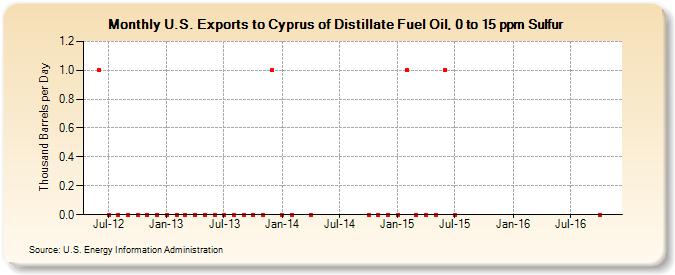 Monthly U.S. Exports to Cyprus of Distillate Fuel Oil, 0 to 15 ppm Sulfur
Thousand Barrels per Day
1.2
1.0
0.8
0.6
0.4
0.2
0.0
Jul-12 Jan-13 Jul-13 Jan-14 Jul-14 Jan-15 Jul-15 Jan-16 Jul-16
Source: U.S. Energy Information Administration